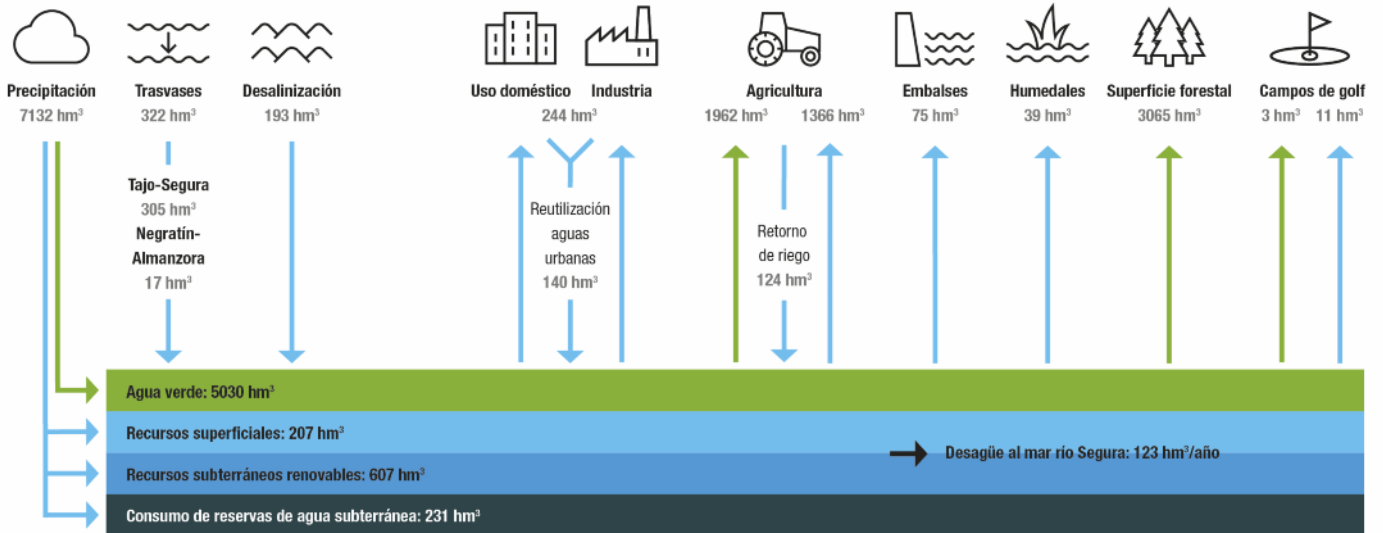 Precipitación
7132 hm³
Trasvases
322 hm³
Desalinización
193 hm³
Uso doméstico
Industria
244 hm³
Agricultura
1962 hm³
1366 hm³
Embalses
75 hm³
Humedales
39 hm³
Superficie forestal
3065 hm³
Campos de golf
3 hm³
11 hm³
Tajo-Segura
305 hm³
Negratín-
Almanzora
17 hm³
Reutilización
aguas
urbanas
140 hm³
Retorno
de riego
124 hm³
Agua verde: 5030 hm³
Recursos superficiales: 207 hm³
Desagüe al mar río Segura: 123 hm³/año
Recursos subterráneos renovables: 607 hm³
Consumo de reservas de agua subterránea: 231 hm³